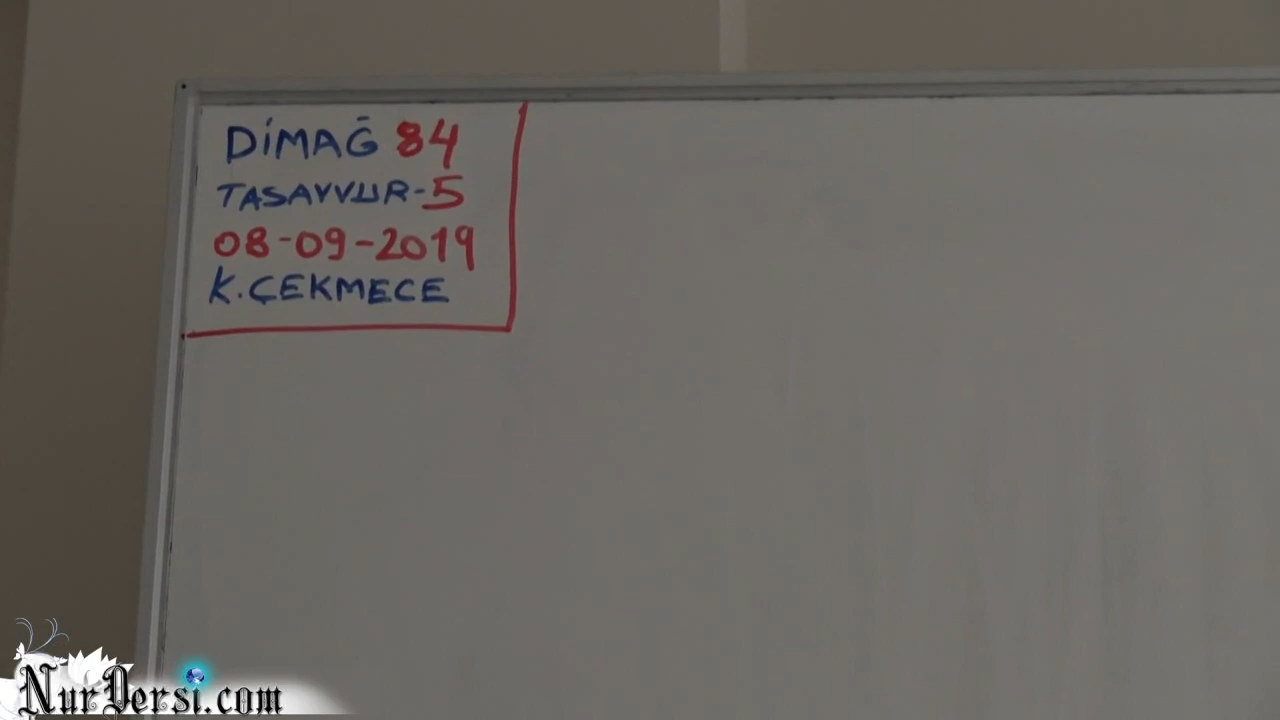 DİMAĞ 84
TASAVVUR-5
08-09-2019
K.ÇEKMECE
NurDersi.com